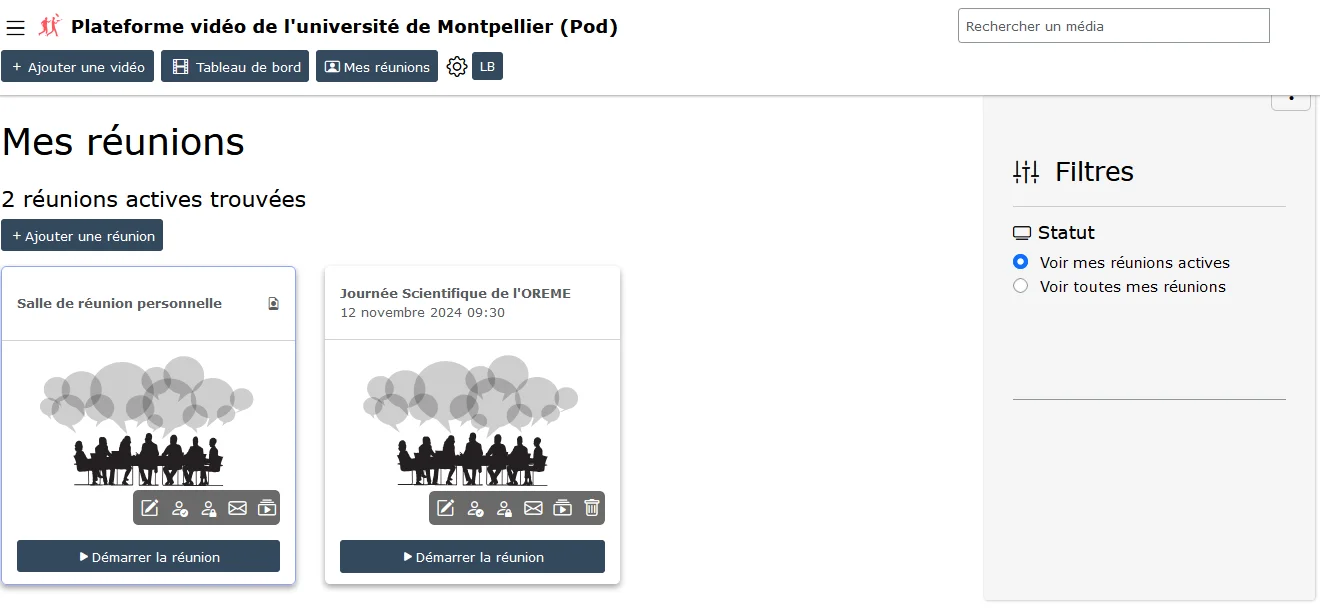 Plateforme vidéo de l'université de Montpellier (Pod)
Rechercher un média
+ Ajouter une vidéo
Tableau de bord
Mes réunions
LB
Mes réunions
2 réunions actives trouvées
+ Ajouter une réunion
Salle de réunion personnelle
Journée Scientifique de l'OREME
12 novembre 2024 09:30
Démarrer la réunion
Démarrer la réunion
Filtres
Statut
Voir mes réunions actives
Voir toutes mes réunions